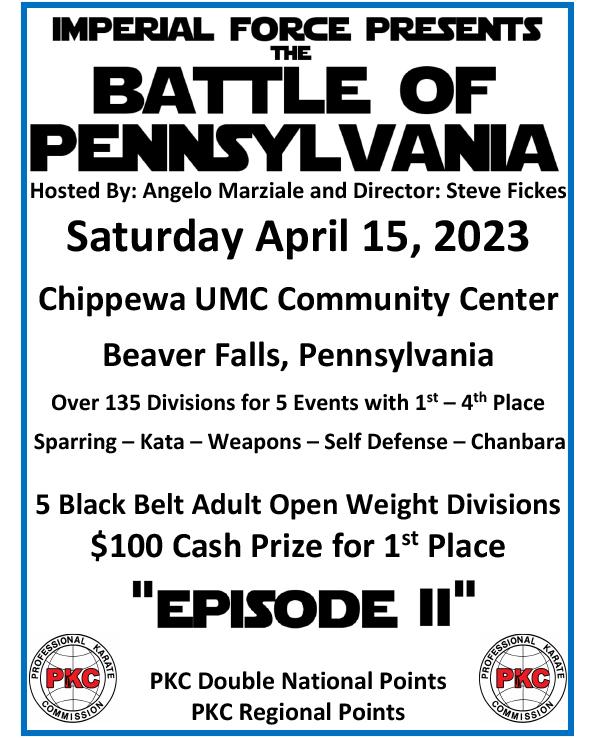 IMPERIAL FORCE PRESENTS
THE
BATTLE OF
PENNSYLVANIA
Hosted By: Angelo Marziale and Director: Steve Fickes
Saturday April 15, 2023
Chippewa UMC Community Center
Beaver Falls, Pennsylvania
Over 135 Divisions for 5 Events with 1st – 4th Place
Sparring – Kata – Weapons – Self Defense – Chanbara
5 Black Belt Adult Open Weight Divisions
$100 Cash Prize for 1st Place
"EPISODE II"
PROFESSIONAL KARATE
PKC
COMMISSION
PROFESSIONAL KARATE
PKC
COMMISSION
PKC Double National Points
PKC Regional Points